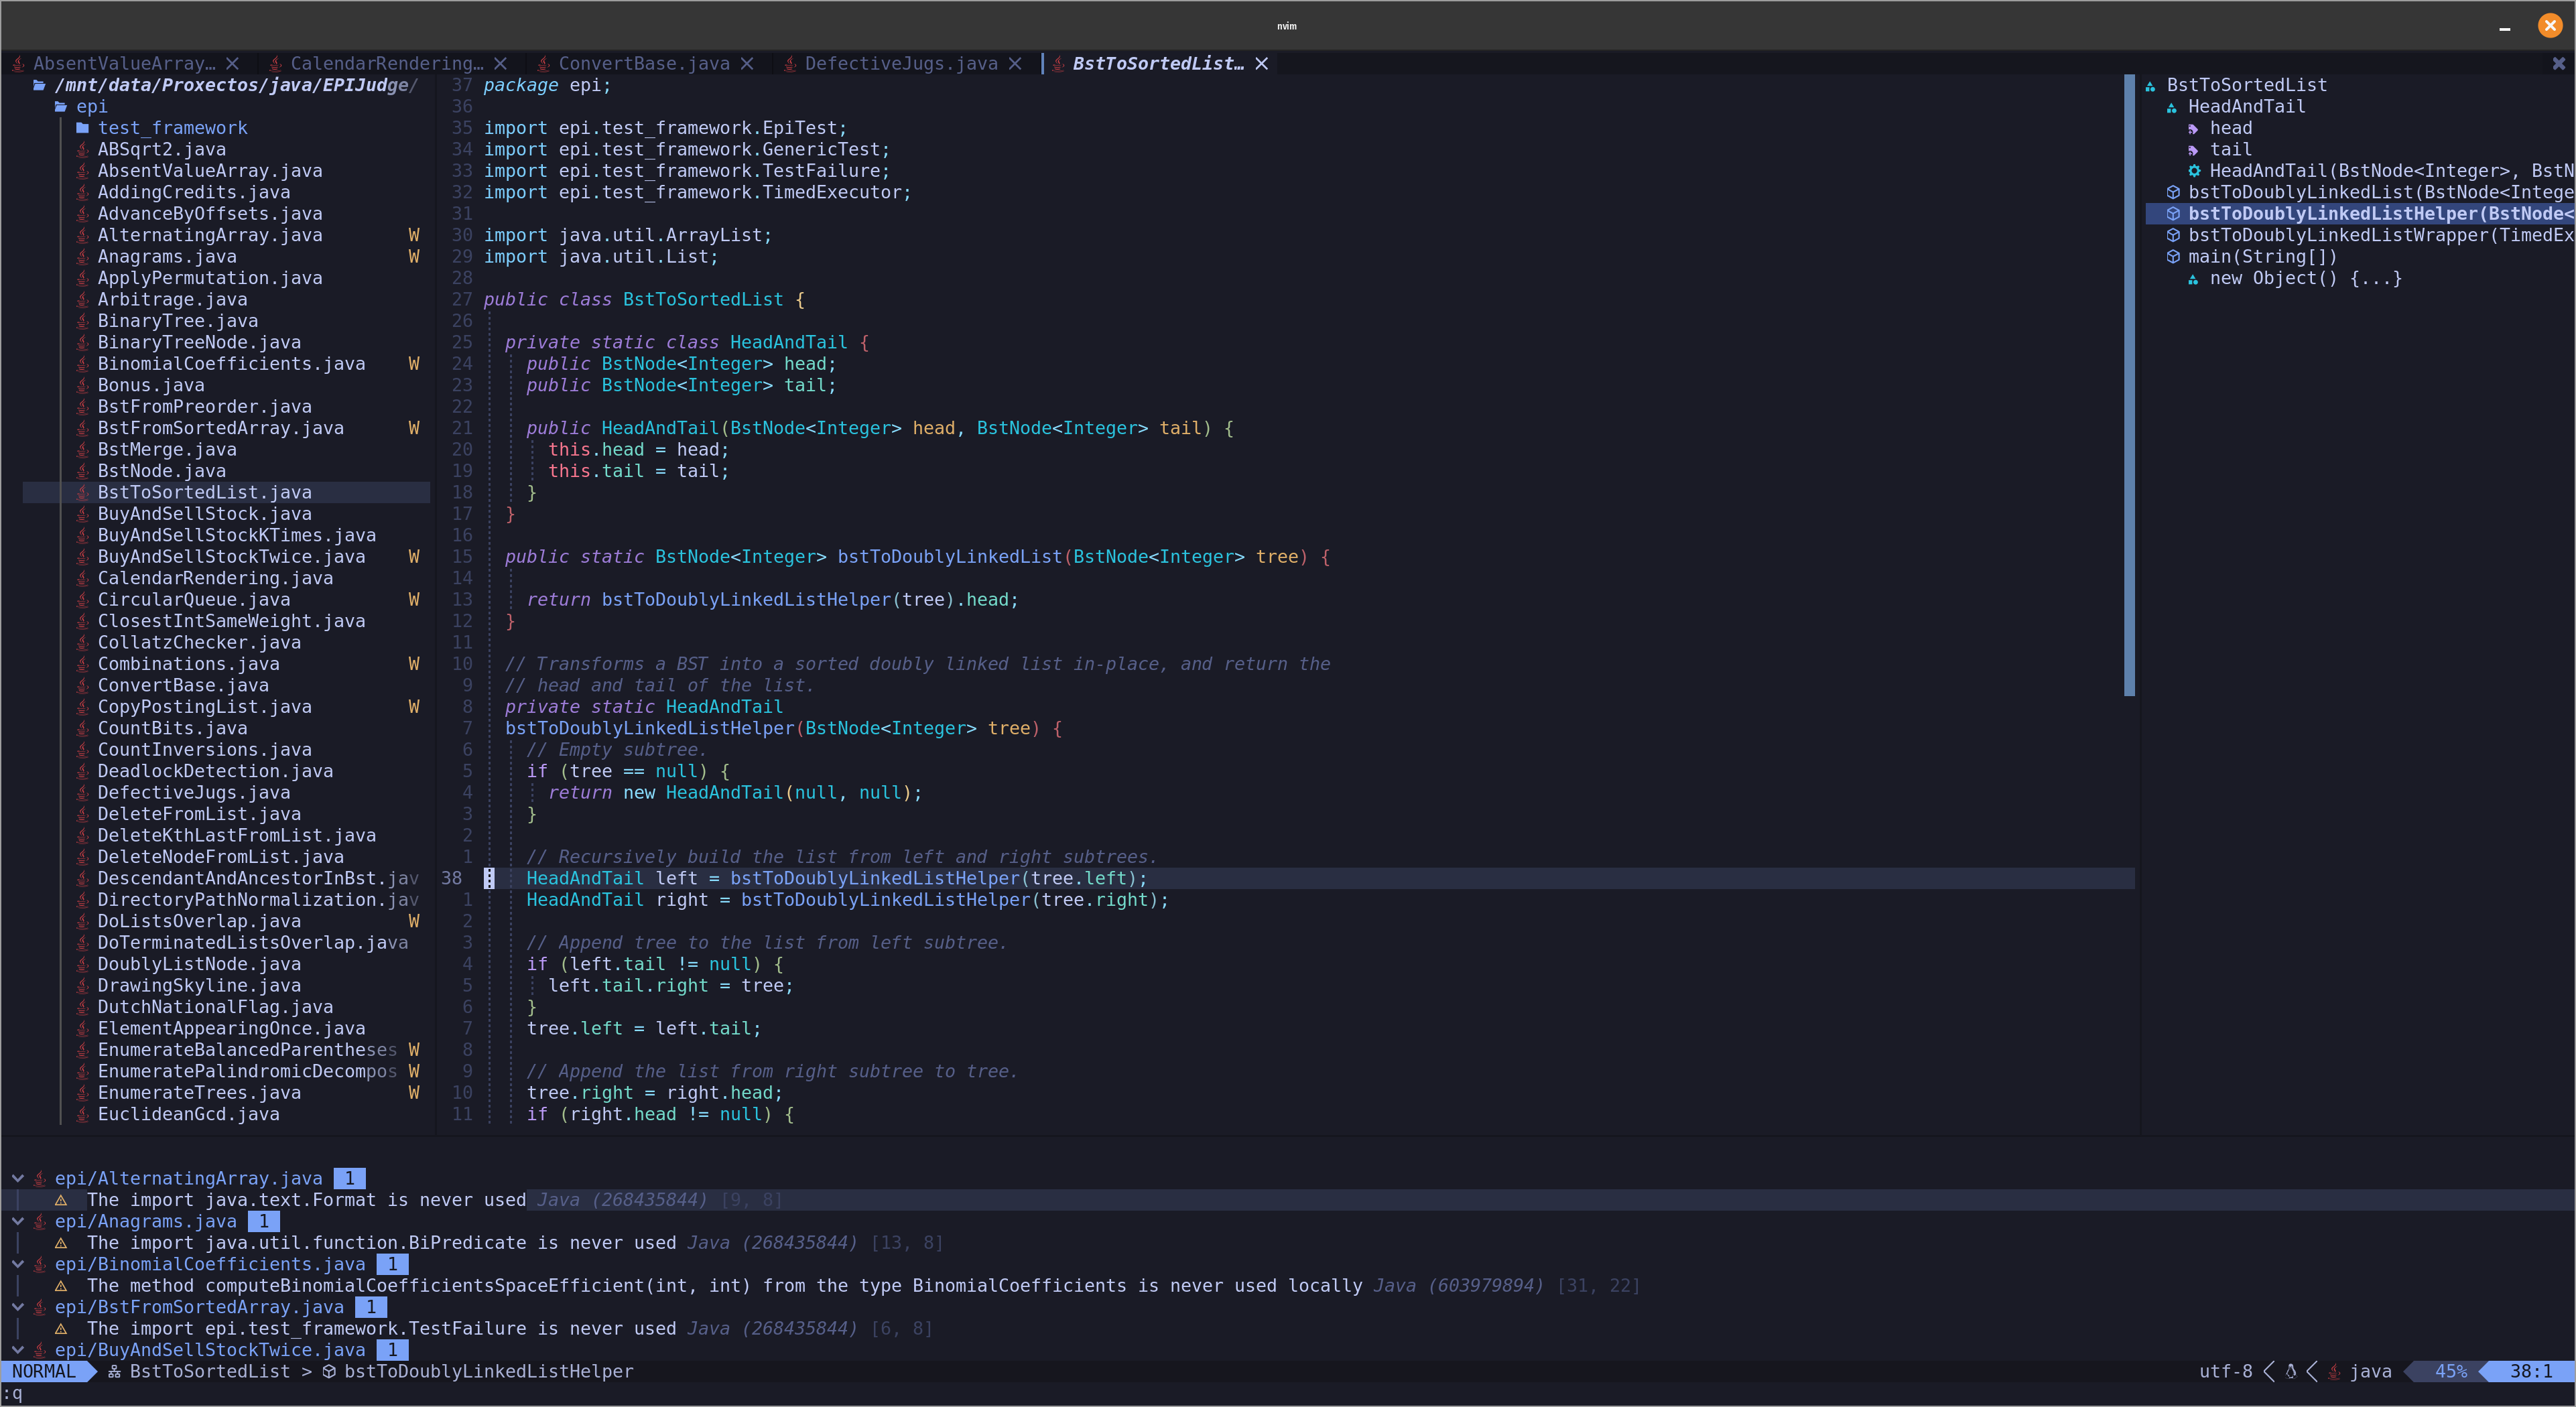 nvim
AbsentValueArray…
CalendarRendering…
ConvertBase.java
DefectiveJugs.java
BstToSortedList…
/mnt/data/Proxectos/java/EPIJudge/
epi
test_framework
ABSqrt2.java
AbsentValueArray.java
AddingCredits.java
AdvanceByOffsets.java
AlternatingArray.java W
Anagrams.java W
ApplyPermutation.java
Arbitrage.java
BinaryTree.java
BinaryTreeNode.java
BinomialCoefficients.java W
Bonus.java
BstFromPreorder.java
BstFromSortedArray.java W
BstMerge.java
BstNode.java
BstToSortedList.java
BuyAndSellStock.java
BuyAndSellStockKTimes.java
BuyAndSellStockTwice.java W
CalendarRendering.java
CircularQueue.java W
ClosestIntSameWeight.java
CollatzChecker.java
Combinations.java W
ConvertBase.java
CopyPostingList.java W
CountBits.java
CountInversions.java
DeadlockDetection.java
DefectiveJugs.java
DeleteFromList.java
DeleteKthLastFromList.java
DeleteNodeFromList.java
DescendantAndAncestorInBst.jav
DirectoryPathNormalization.jav
DoListsOverlap.java W
DoTerminatedListsOverlap.java
DoublyListNode.java
DrawingSkyline.java
DutchNationalFlag.java
ElementAppearingOnce.java
EnumerateBalancedParentheses W
EnumeratePalindromicDecompos W
EnumerateTrees.java W
EuclideanGcd.java
37 package epi;
36
35 import epi.test_framework.EpiTest;
34 import epi.test_framework.GenericTest;
33 import epi.test_framework.TestFailure;
32 import epi.test_framework.TimedExecutor;
31
30 import java.util.ArrayList;
29 import java.util.List;
28
27 public class BstToSortedList {
26
25 private static class HeadAndTail {
24 public BstNode<Integer> head;
23 public BstNode<Integer> tail;
22
21 public HeadAndTail(BstNode<Integer> head, BstNode<Integer> tail) {
20 this.head = head;
19 this.tail = tail;
18 }
17 }
16
15 public static BstNode<Integer> bstToDoublyLinkedList(BstNode<Integer> tree) {
14
13 return bstToDoublyLinkedListHelper(tree).head;
12 }
11
10 // Transforms a BST into a sorted doubly linked list in-place, and return the
9 // head and tail of the list.
8 private static HeadAndTail
7 bstToDoublyLinkedListHelper(BstNode<Integer> tree) {
6 // Empty subtree.
5 if (tree == null) {
4 return new HeadAndTail(null, null);
3 }
2
1 // Recursively build the list from left and right subtrees.
38 HeadAndTail left = bstToDoublyLinkedListHelper(tree.left);
1 HeadAndTail right = bstToDoublyLinkedListHelper(tree.right);
2
3 // Append tree to the list from left subtree.
4 if (left.tail != null) {
5 left.tail.right = tree;
6 }
7 tree.left = left.tail;
8
9 // Append the list from right subtree to tree.
10 tree.right = right.head;
11 if (right.head != null) {
BstToSortedList
HeadAndTail
head
tail
HeadAndTail(BstNode<Integer>, BstN
bstToDoublyLinkedList(BstNode<Intege
bstToDoublyLinkedListHelper(BstNode<
bstToDoublyLinkedListWrapper(TimedEx
main(String[])
new Object() {...}
epi/AlternatingArray.java 1
The import java.text.Format is never used Java (268435844) [9, 8]
epi/Anagrams.java 1
The import java.util.function.BiPredicate is never used Java (268435844) [13, 8]
epi/BinomialCoefficients.java 1
The method computeBinomialCoefficientsSpaceEfficient(int, int) from the type BinomialCoefficients is never used locally Java (603979894) [31, 22]
epi/BstFromSortedArray.java 1
The import epi.test_framework.TestFailure is never used Java (268435844) [6, 8]
epi/BuyAndSellStockTwice.java 1
NORMAL BstToSortedList > bstToDoublyLinkedListHelper utf-8 java 45% 38:1
:q